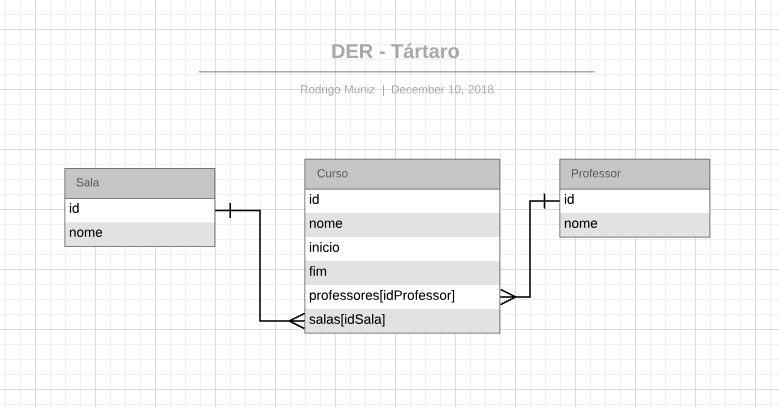 DER - Tártaro
Rodrigo Muniz | December 10, 2018
Sala
id
nome
Curso
id
nome
inicio
fim
professores[idProfessor]
salas[idSala]
Professor
id
nome